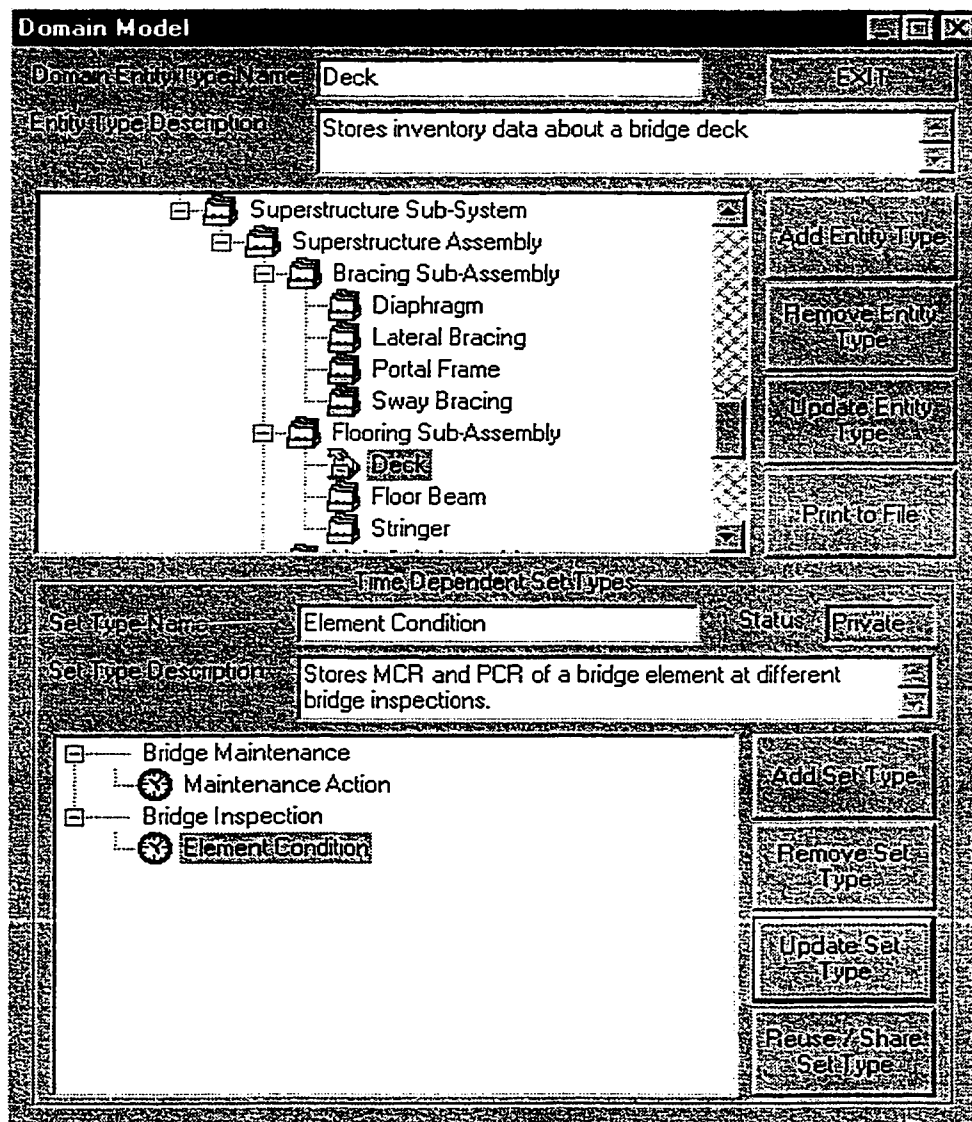 Domain Model
Domain Entity Type Name Deck EXIT
Entity Type Description Stores inventory data about a bridge deck
Superstructure Sub-System
Superstructure Assembly
Bracing Sub-Assembly
Diaphragm
Lateral Bracing
Portal Frame
Sway Bracing
Flooring Sub-Assembly
Deck
Floor Beam
Stringer
Add Entity Type
Remove Entity
Type
Update Entity
Type
Print to File
Time Dependent Set Types
Set Type Name Element Condition Status Private
Set Type Description Stores MCR and PCR of a bridge element at different
bridge inspections.
Bridge Maintenance
Maintenance Action
Bridge Inspection
Element Condition
Add Set Type
Remove Set
Type
Update Set
Type
Reuse / Share
Set Type